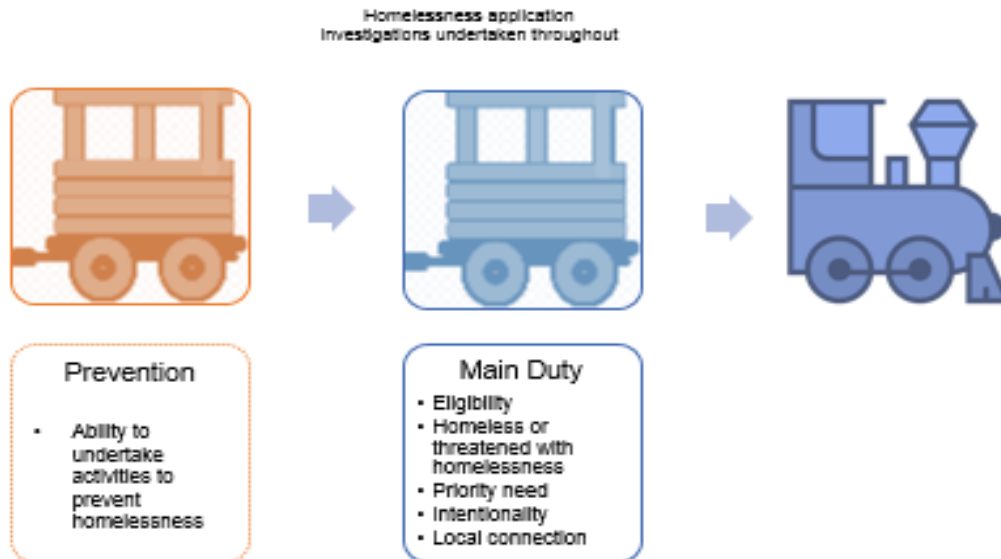 Homelessness application
Investigations undertaken throughout
Prevention
• Ability to
undertake
activities to
prevent
homelessness
Main Duty
• Eligibility
• Homeless or
threatened with
homelessness
• Priority need
• Intentionality
• Local connection